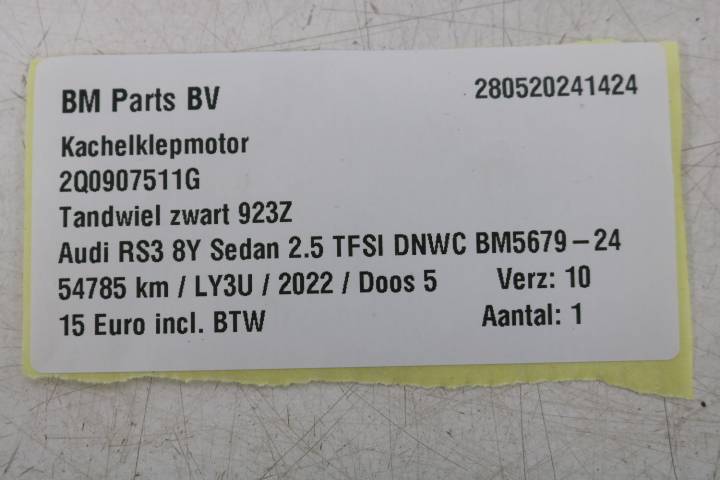 BM Parts BV 280520241424
Kachelklepmotor
2Q0907511G
Tandwiel zwart 923Z
Audi RS3 8Y Sedan 2.5 TFSI DNWC BM5679-24
54785 km / LY3U / 2022 / Doos 5 Verz: 10
15 Euro incl. BTW Aantal: 1